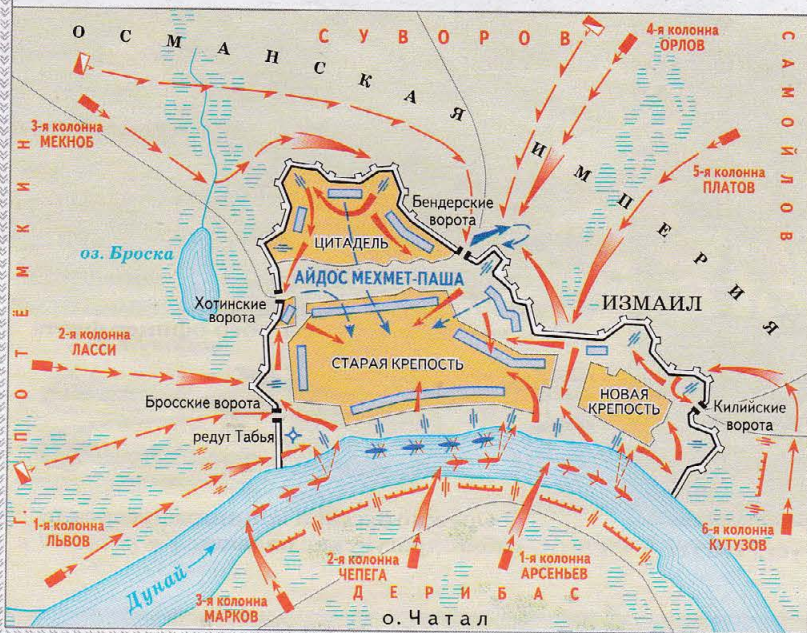 ОСМАНСКАЯ ИМПЕРИЯ
СУВОРОВ
4-я колонна
ОРЛОВ
САМОЙЛОВ
3-я колонна
МЕКНОБ
5-я колонна
ПЛАТОВ
Бендерские
ворота
ЦИТАДЕЛЬ
оз. Броска
АЙДОС МЕХМЕТ-ПАША
Хотинские
ворота
ИЗМАИЛ
2-я колонна
ЛАССИ
СТАРАЯ КРЕПОСТЬ
НОВАЯ
КРЕПОСТЬ
Бросские ворота
Килийские
ворота
редут Табья
Г. ПОТЁМКИН
1-я колонна
ЛЬВОВ
6-я колонна
КУТУЗОВ
2-я колонна
ЧЕПЕГА
1-я колонна
АРСЕНЬЕВ
Дунай
3-я колонна
МАРКОВ
ДЕРИБАС
о. Чатал